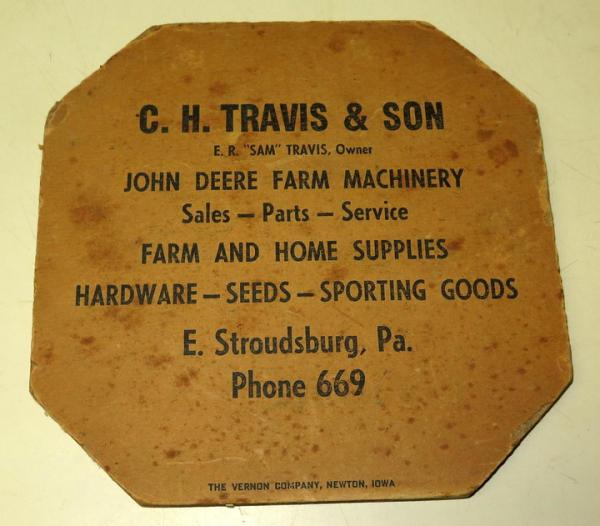 C. H. TRAVIS & SON
E. R. "SAM" TRAVIS, Owner
JOHN DEERE FARM MACHINERY
Sales — Parts — Service
FARM AND HOME SUPPLIES
HARDWARE — SEEDS — SPORTING GOODS
E. Stroudsburg, Pa.
Phone 669
THE VERNON COMPANY, NEWTON, IOWA